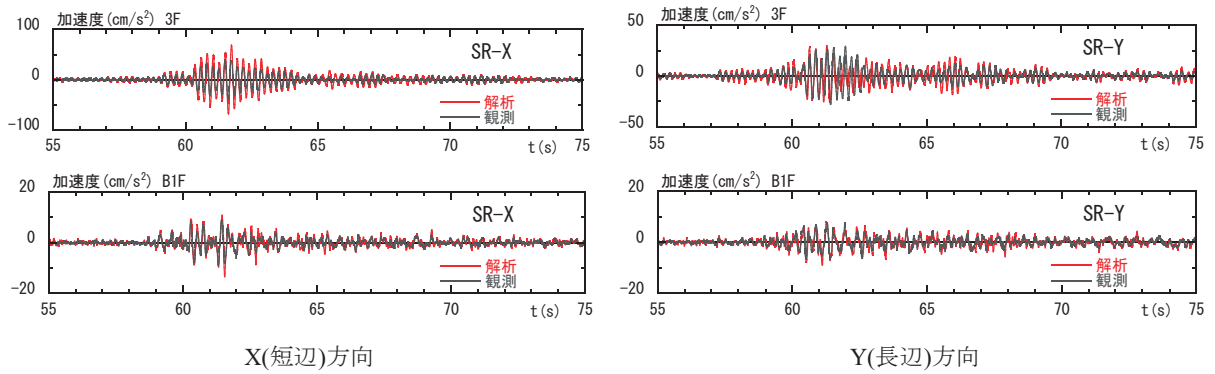 加速度(cm/s²) 3F
100
0
-100
SR-X
解析
観測
55 60 65 70 t(s) 75
加速度(cm/s²) 3F
50
0
-50
SR-Y
解析
観測
55 60 65 70 t(s) 75
加速度(cm/s²) B1F
20
0
-20
SR-X
解析
観測
55 60 65 70 t(s) 75
加速度(cm/s²) B1F
20
0
-20
SR-Y
解析
観測
55 60 65 70 t(s) 75
X(短辺)方向
Y(長辺)方向